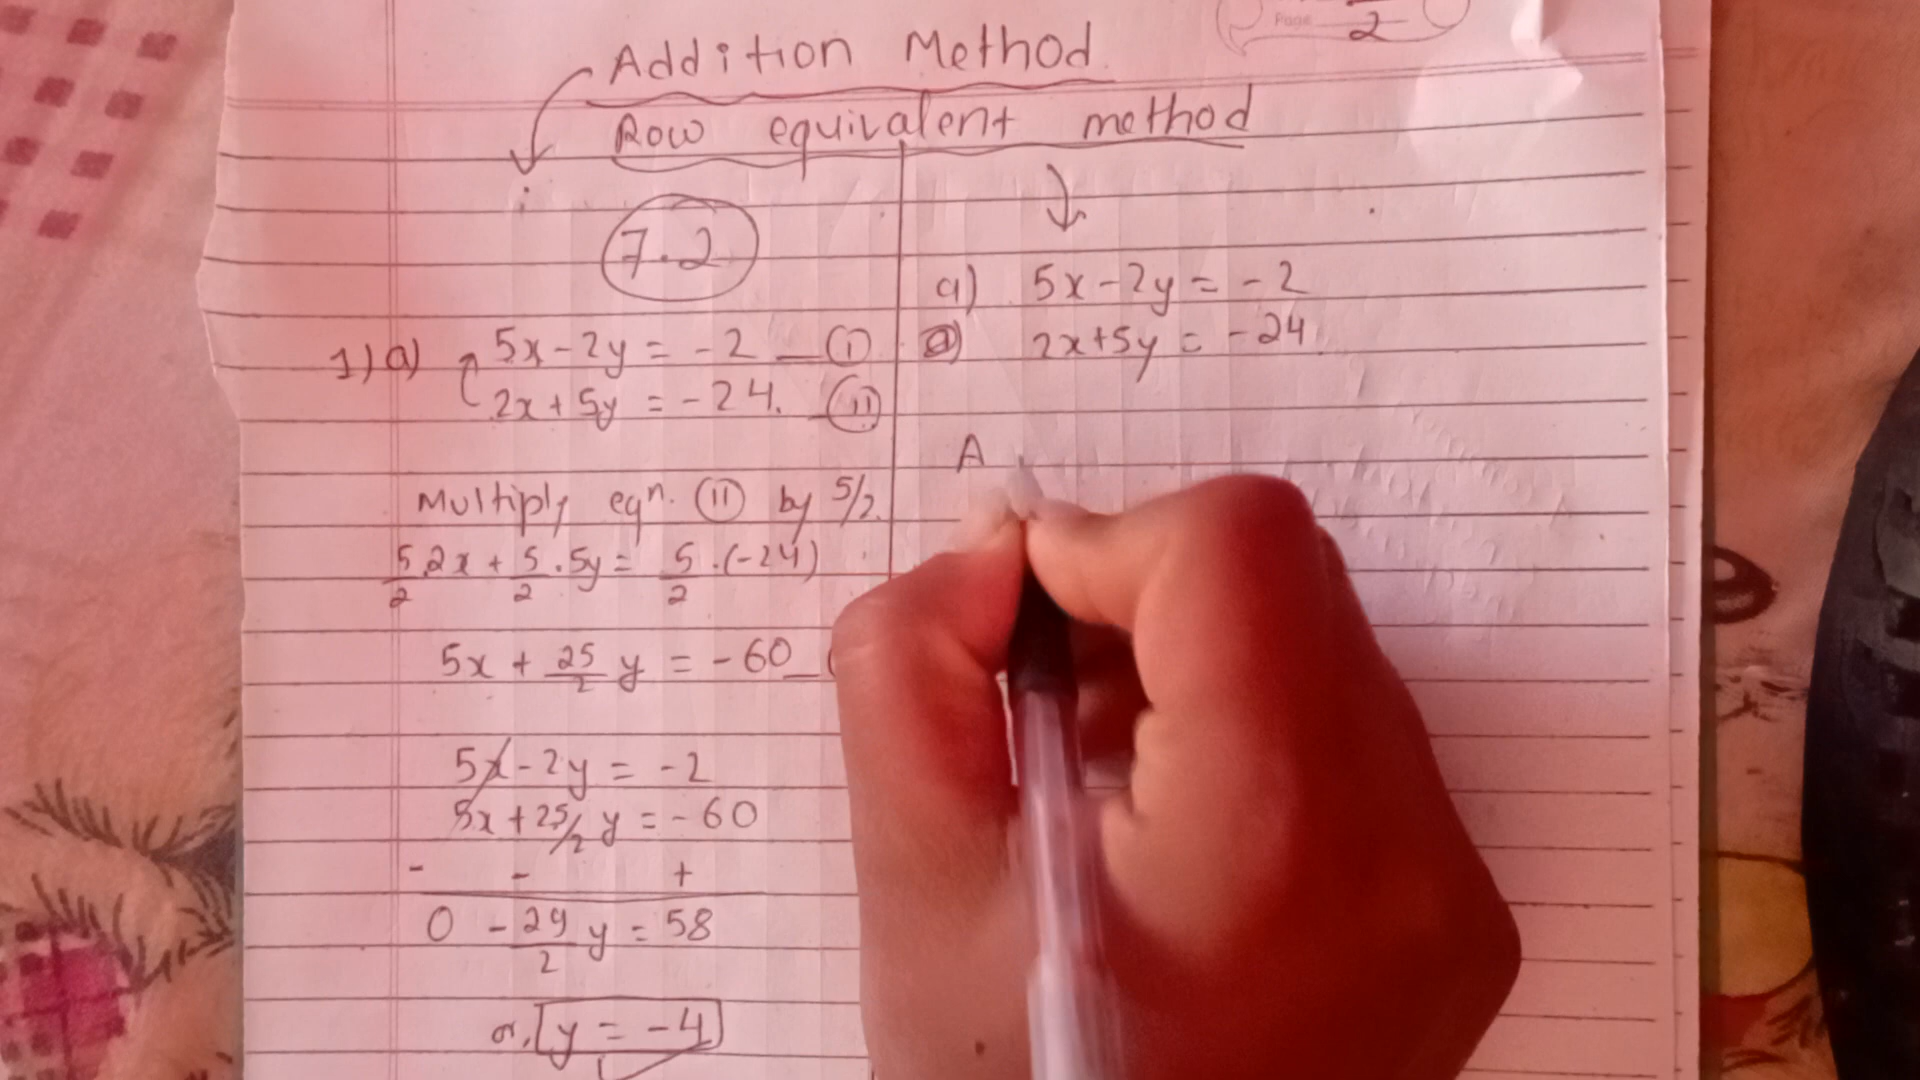 Page 2
Addition Method
Row equivalent method
7.2
1) a) 5x - 2y = -2 — (i)
2x + 5y = -24. — (ii)
Multiply eqn. (ii) by 5/2.
5/2.2x + 5/2.5y = 5/2.(-24)
5x + 25/2 y = -60 —
5x - 2y = -2
5x + 25/2 y = -60
- - +
0 - 29/2 y = 58
or, y = -4
a) 5x - 2y = -2
2x + 5y = -24
A